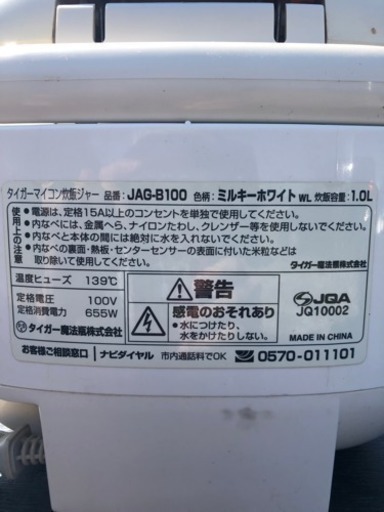 タイガーマイコン炊飯ジャー 品番: JAG-B100 色柄: ミルキーホワイト WL 炊飯容量: 1.0L
使用上の注意
●電源は、定格15A以上のコンセントを単独で使用してください。
●内なべには、金属へら、ナイロンたわし、クレンザー等を使用しないでください。
●内なべと本体の間には絶対に水を入れないでください。
●内なべの裏面・熱板・センターセンサーの表面に付いた米粒などは
取り除いて使用してください。
タイガー魔法瓶株式会社
温度ヒューズ 139℃
定格電圧 100V
定格消費電力 655W
タイガー魔法瓶株式会社
警告
感電のおそれあり
●水につけたり、
水をかけたりしないでください。
JQA
JQ10002
MADE IN CHINA
お客様ご相談窓口 ナビダイヤル 市内通話料でOK 0570-011101